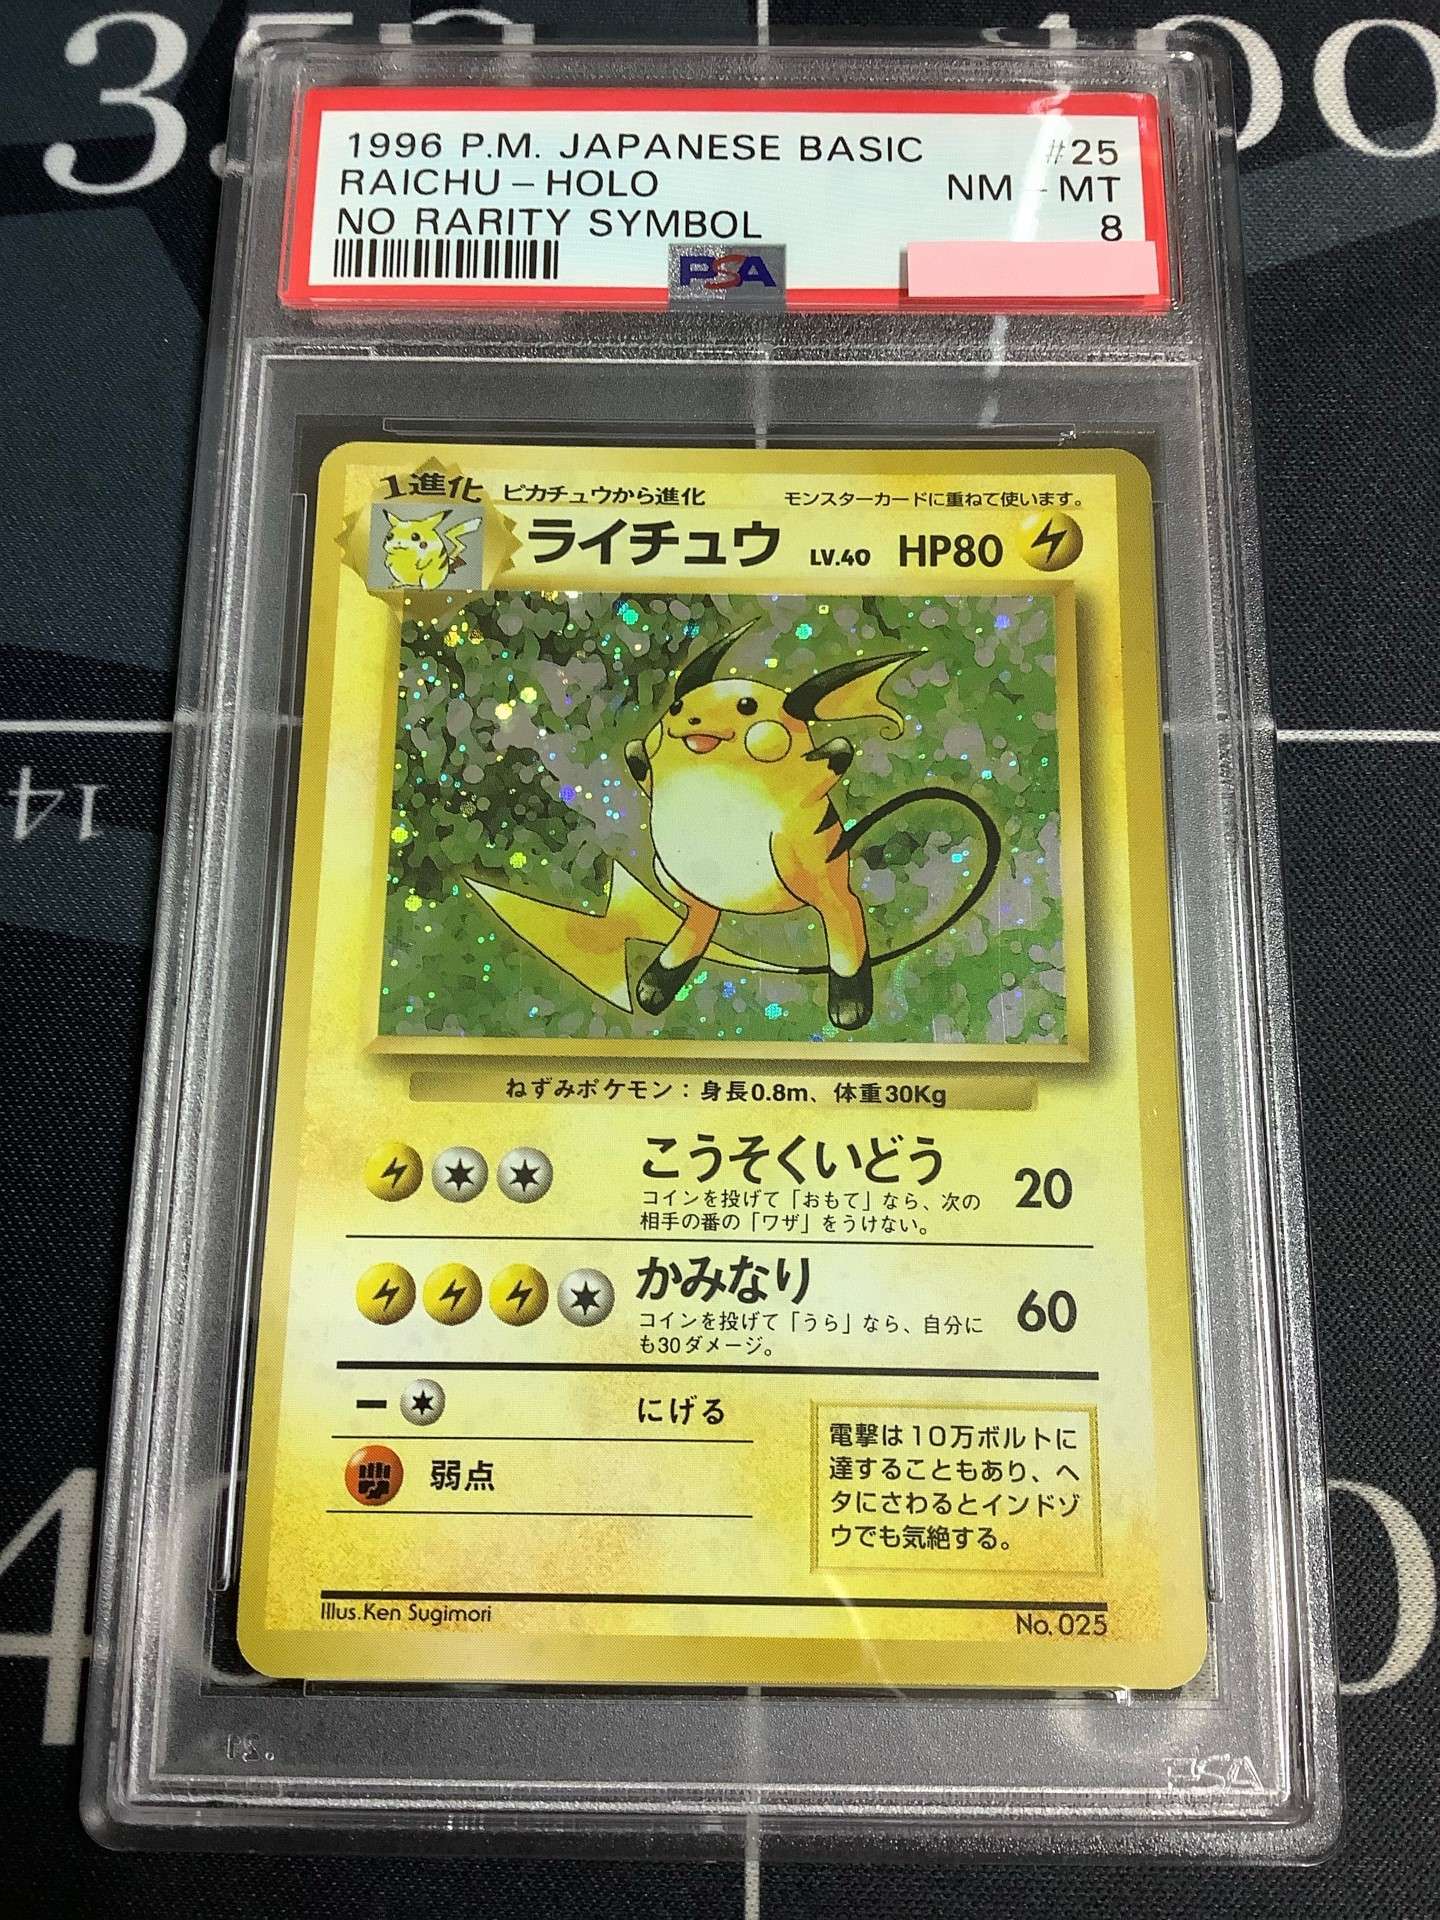 1996 P.M. JAPANESE BASIC #25
RAICHU - HOLO NM - MT
NO RARITY SYMBOL 8
PSA
1進化 ピカチュウから進化 モンスターカードに重ねて使います。
ライチュウ LV.40 HP80
ねずみポケモン：身長0.8m、体重30Kg
こうそくいどう 20
コインを投げて「おもて」なら、次の
相手の番の「ワザ」をうけない。
かみなり 60
コインを投げて「うら」なら、自分に
も30ダメージ。
にげる
弱点
電撃は10万ボルトに
達することもあり、ヘ
タにさわるとインドゾ
ウでも気絶する。
Illus.Ken Sugimori No.025
PSA
14